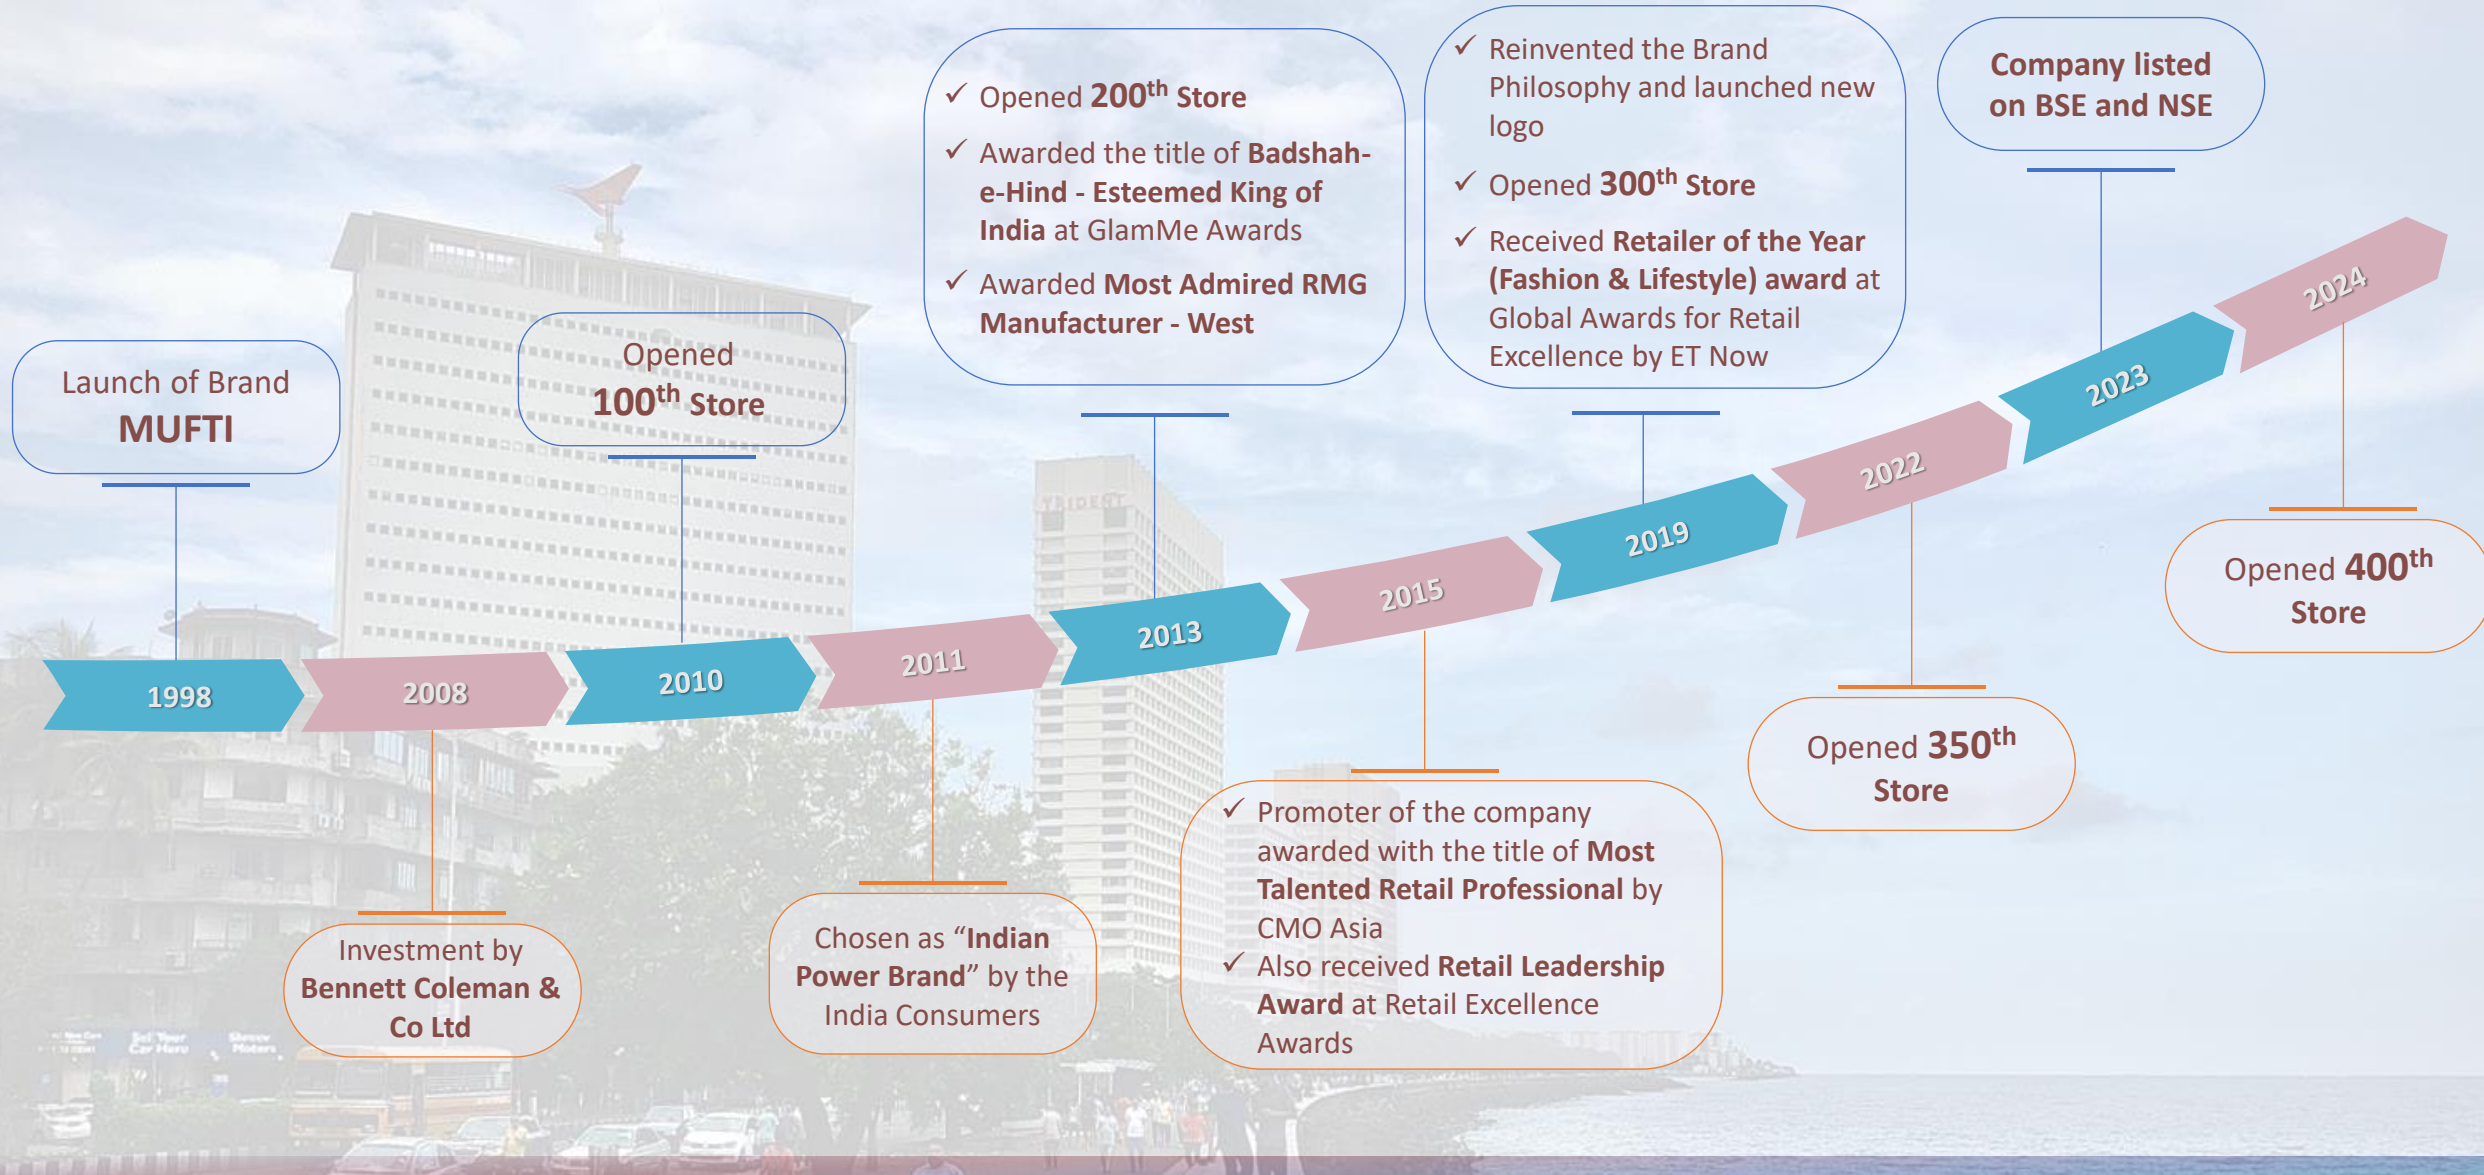 Launch of Brand
MUFTI
1998
Investment by
Bennett Coleman &
Co Ltd
2008
Opened
100th Store
2010
Chosen as “Indian
Power Brand” by the
India Consumers
2011
✓ Opened 200th Store
✓ Awarded the title of Badshah-
e-Hind - Esteemed King of
India at GlamMe Awards
✓ Awarded Most Admired RMG
Manufacturer - West
2013
✓ Promoter of the company
awarded with the title of Most
Talented Retail Professional by
CMO Asia
✓ Also received Retail Leadership
Award at Retail Excellence
Awards
2015
✓ Reinvented the Brand
Philosophy and launched new
logo
✓ Opened 300th Store
✓ Received Retailer of the Year
(Fashion & Lifestyle) award at
Global Awards for Retail
Excellence by ET Now
2019
Opened 350th
Store
2022
Company listed
on BSE and NSE
2023
Opened 400th
Store
2024
TRIDENT
Sell Your
Car Here
Motors